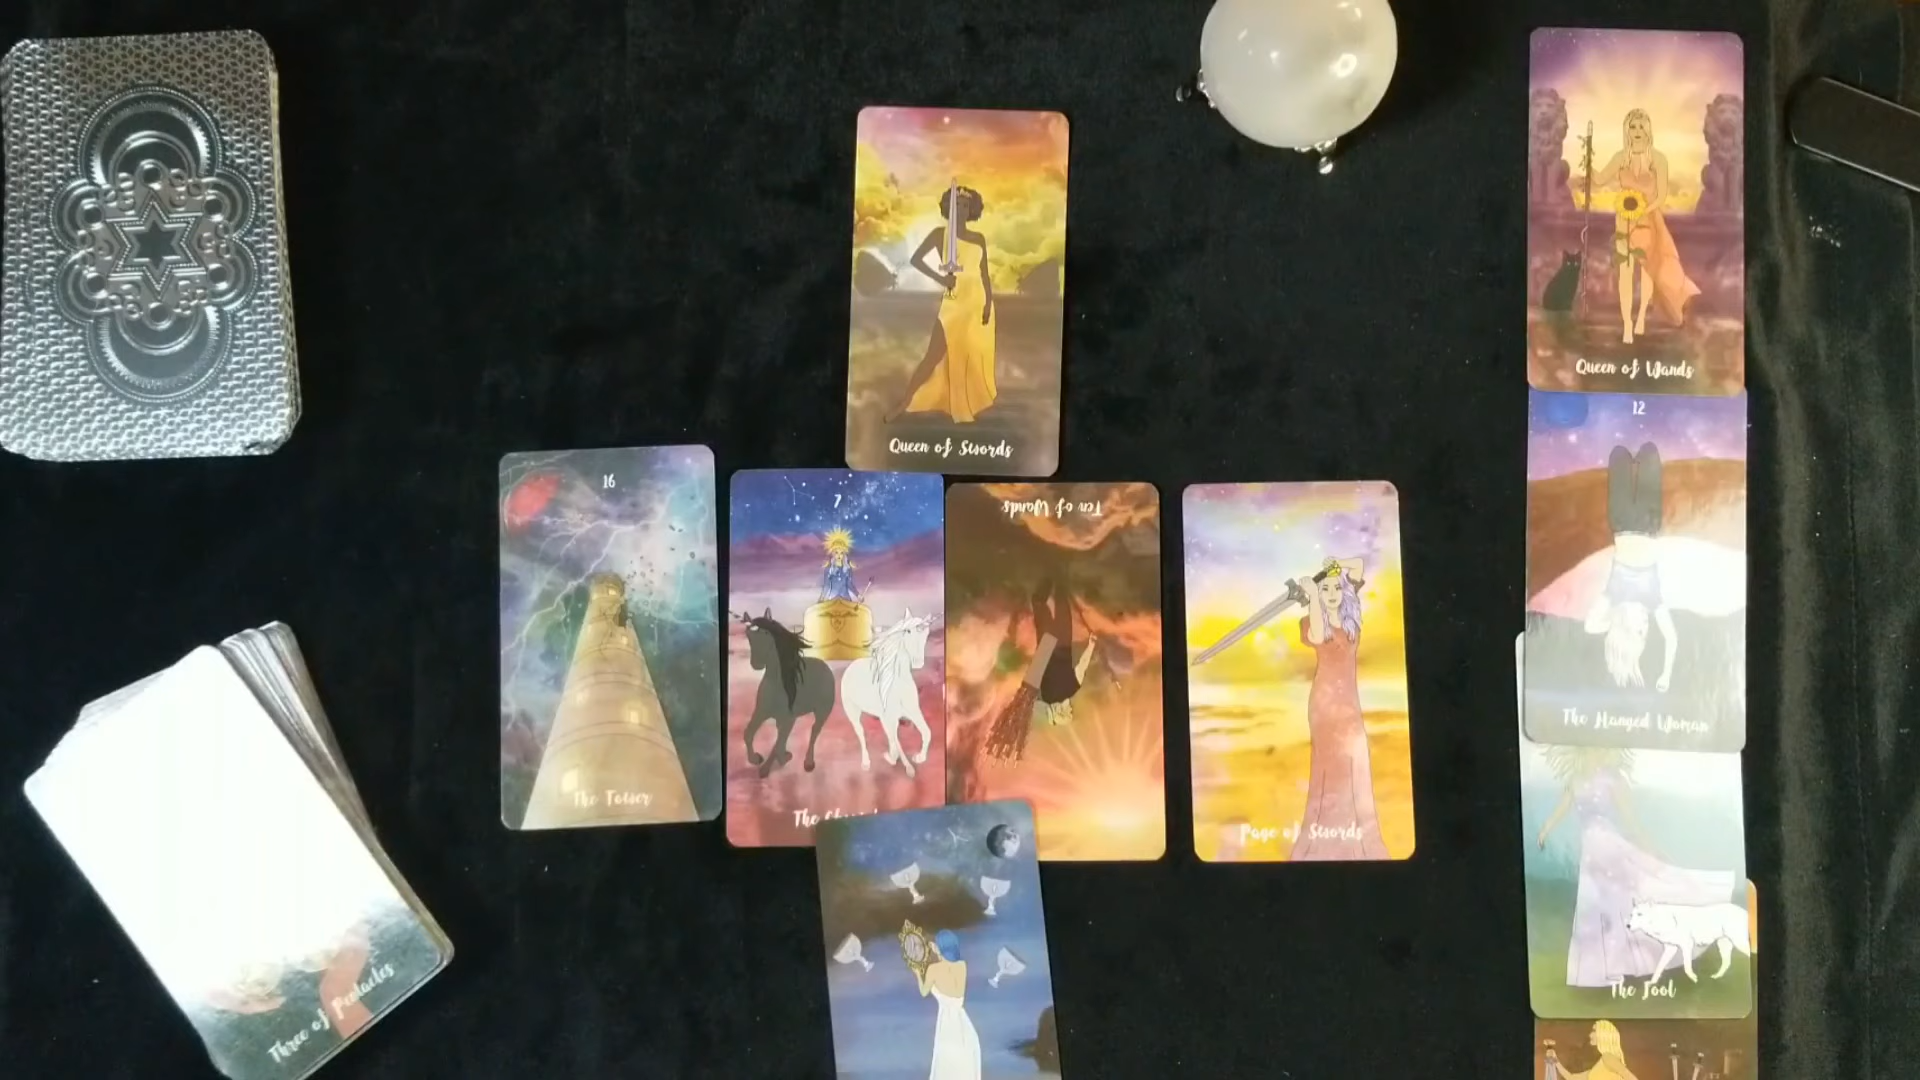 Queen of Wands
Queen of Swords
12
16
7
Ten of Wands
The Hanged Woman
The Tower
The
Page of Swords
The Fool
Three of Pentacles